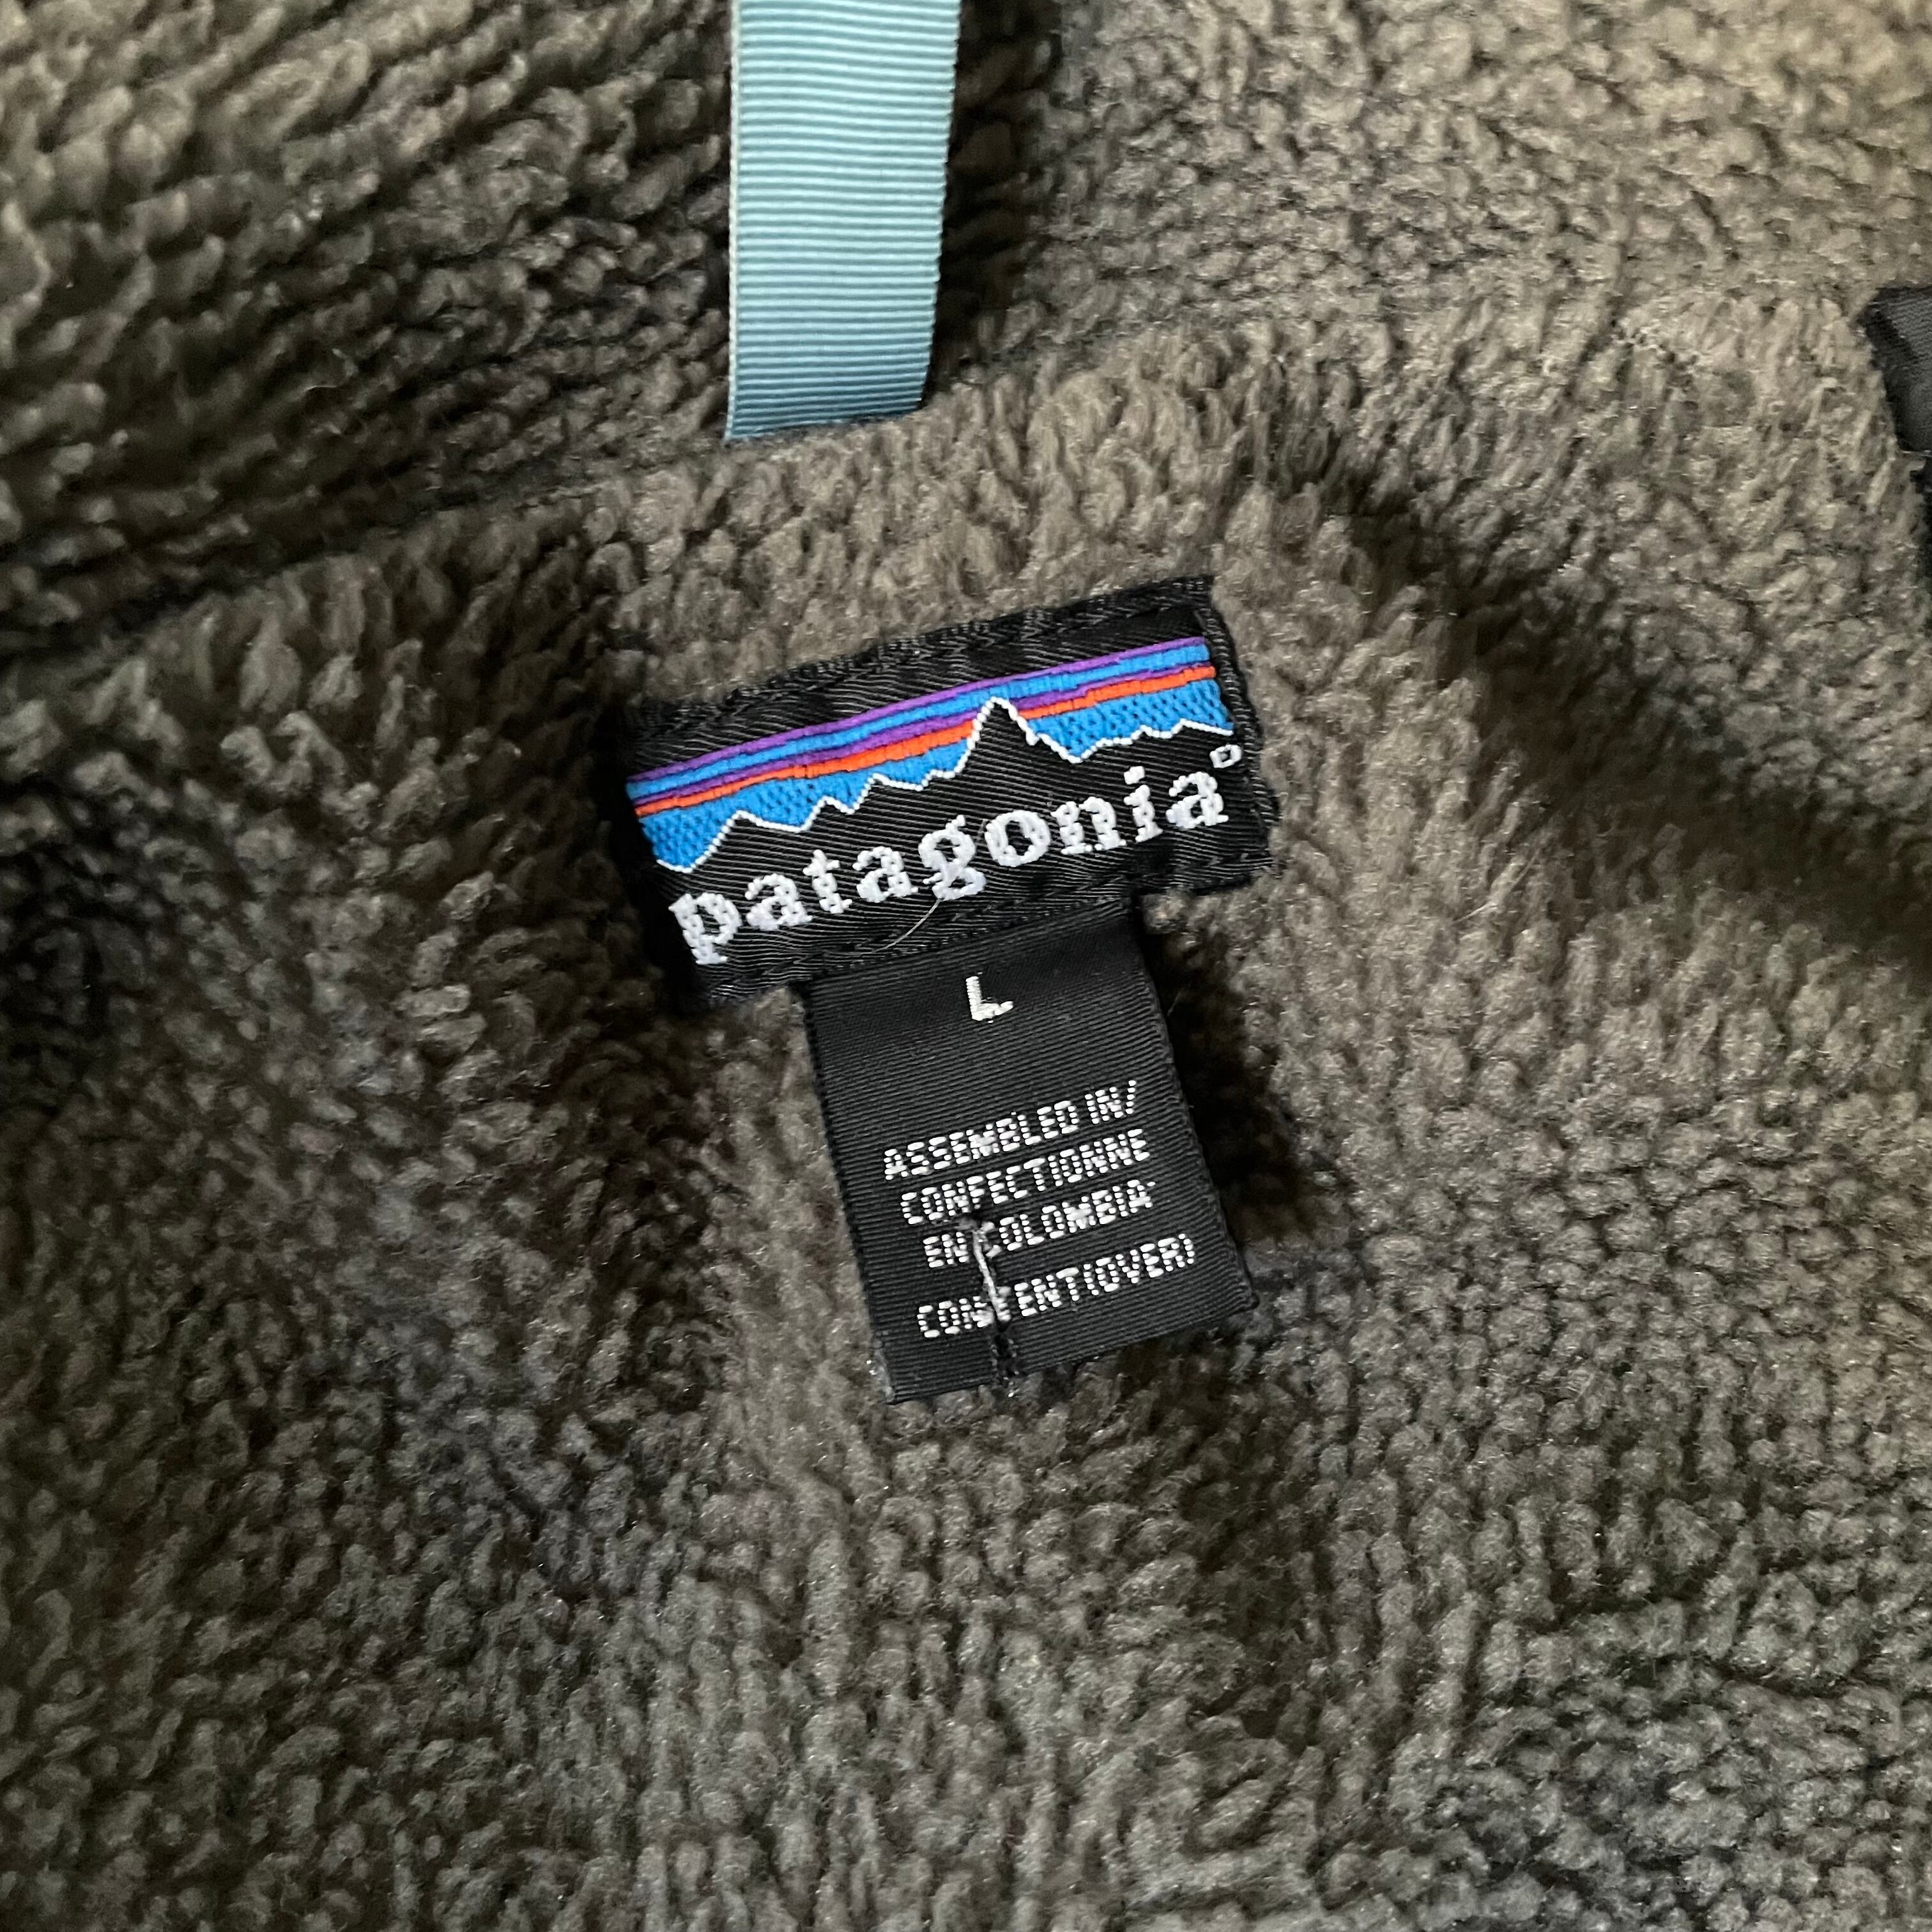 patagonia®
L
ASSEMBLED IN/
CONFECTIONNE
EN COLOMBIA
CONTENT(OVER)